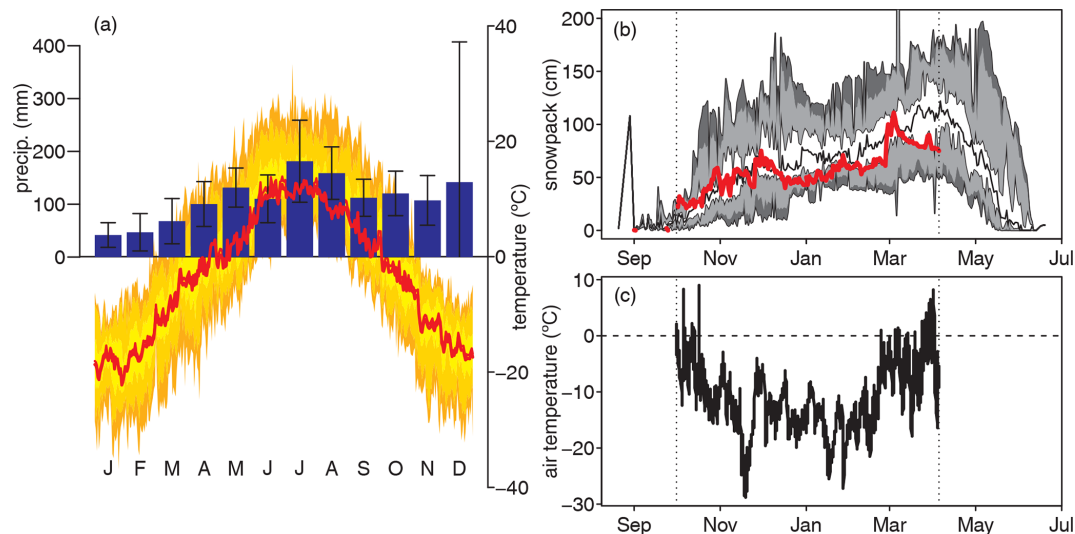 (a)
precip. (mm)
400
300
200
100
0
40
20
0
−20
−40
temperature (°C)
J F M A M J J A S O N D
(b)
snowpack (cm)
200
150
100
50
0
Sep Nov Jan Mar May Jul
(c)
air temperature (°C)
10
0
−10
−20
−30
Sep Nov Jan Mar May Jul